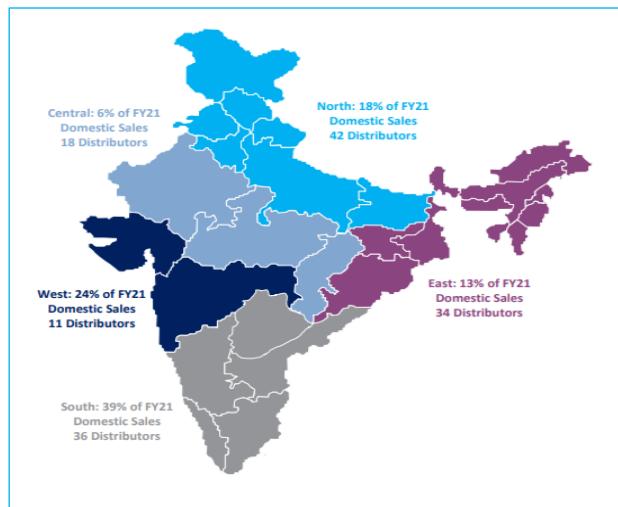 Central: 6% of FY21
Domestic Sales
18 Distributors
North: 18% of FY21
Domestic Sales
42 Distributors
West: 24% of FY21
Domestic Sales
11 Distributors
East: 13% of FY21
Domestic Sales
34 Distributors
South: 39% of FY21
Domestic Sales
36 Distributors